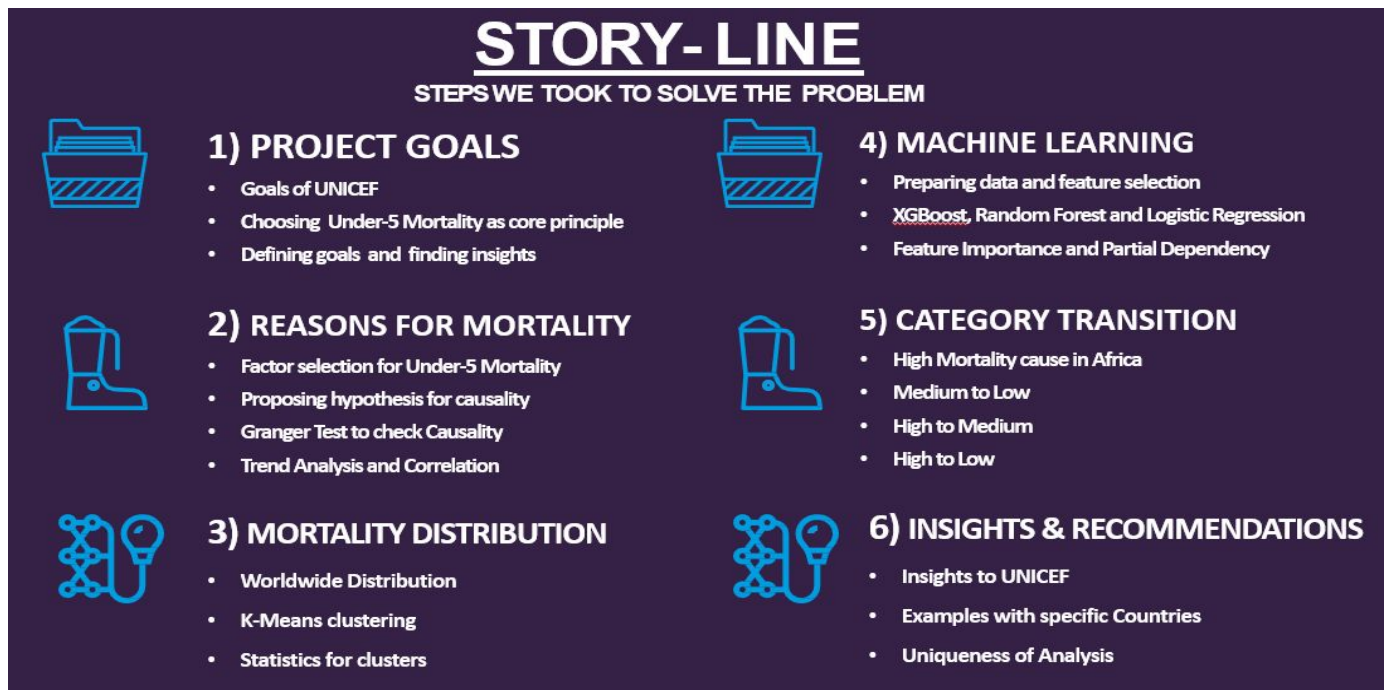 STORY- LINE
STEPS WE TOOK TO SOLVE THE PROBLEM
1) PROJECT GOALS
• Goals of UNICEF
• Choosing Under-5 Mortality as core principle
• Defining goals and finding insights
2) REASONS FOR MORTALITY
• Factor selection for Under-5 Mortality
• Proposing hypothesis for causality
• Granger Test to check Causality
• Trend Analysis and Correlation
3) MORTALITY DISTRIBUTION
• Worldwide Distribution
• K-Means clustering
• Statistics for clusters
4) MACHINE LEARNING
• Preparing data and feature selection
• XGBoost, Random Forest and Logistic Regression
• Feature Importance and Partial Dependency
5) CATEGORY TRANSITION
• High Mortality cause in Africa
• Medium to Low
• High to Medium
• High to Low
6) INSIGHTS & RECOMMENDATIONS
• Insights to UNICEF
• Examples with specific Countries
• Uniqueness of Analysis